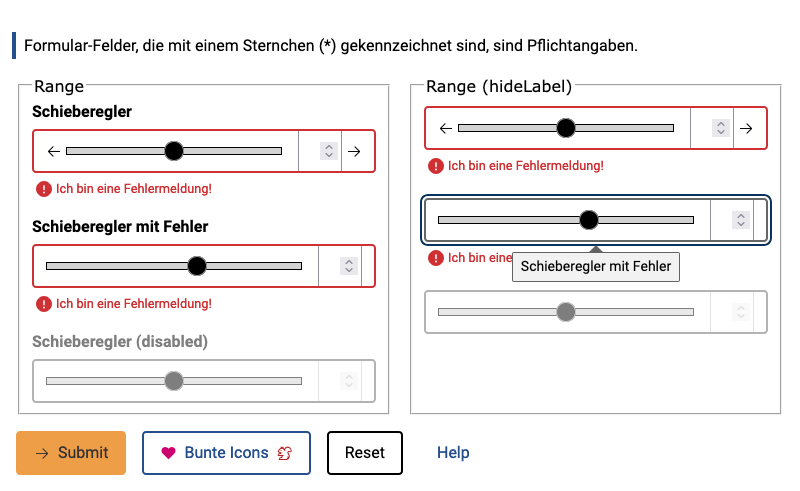 Formular-Felder, die mit einem Sternchen (*) gekennzeichnet sind, sind Pflichtangaben.
Range
Schieberegler
Ich bin eine Fehlermeldung!
Schieberegler mit Fehler
Ich bin eine Fehlermeldung!
Schieberegler (disabled)
Range (hideLabel)
Ich bin eine Fehlermeldung!
Ich bin eine
Schieberegler mit Fehler
Submit
Bunte Icons
Reset
Help